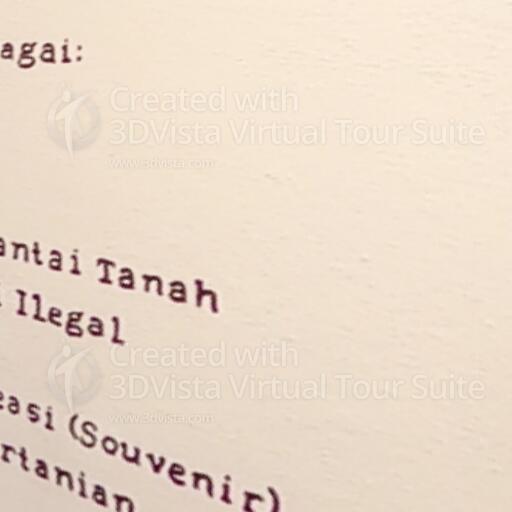 agai:
Created with
3DVista Virtual Tour Suite
www.3dvista.com
antai Tanah
Ilegal
Created with
3DVista Virtual Tour Suite
www.3dvista.com
asi (Souvenir)
rtanian